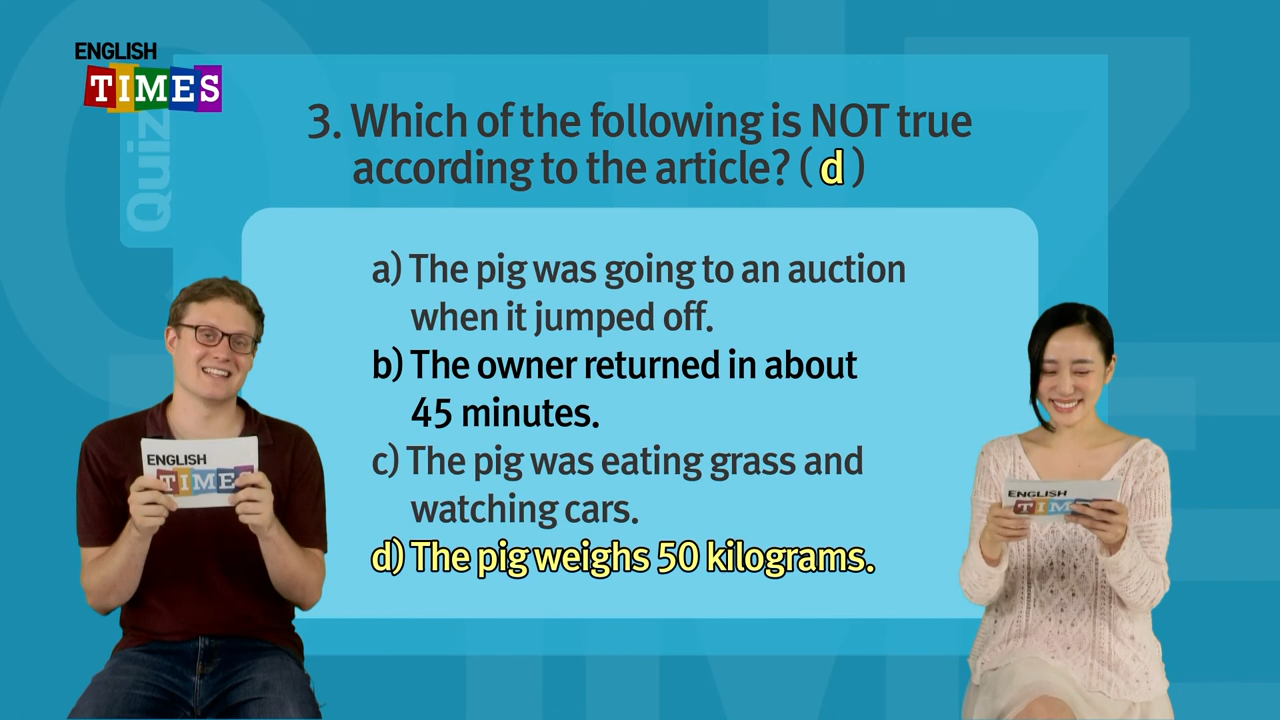 ENGLISH
TIMES
Quiz
3. Which of the following is NOT true
according to the article? ( d )
a) The pig was going to an auction
when it jumped off.
b) The owner returned in about
45 minutes.
c) The pig was eating grass and
watching cars.
d) The pig weighs 50 kilograms.
ENGLISH
TIMES
ENGLISH
TIM